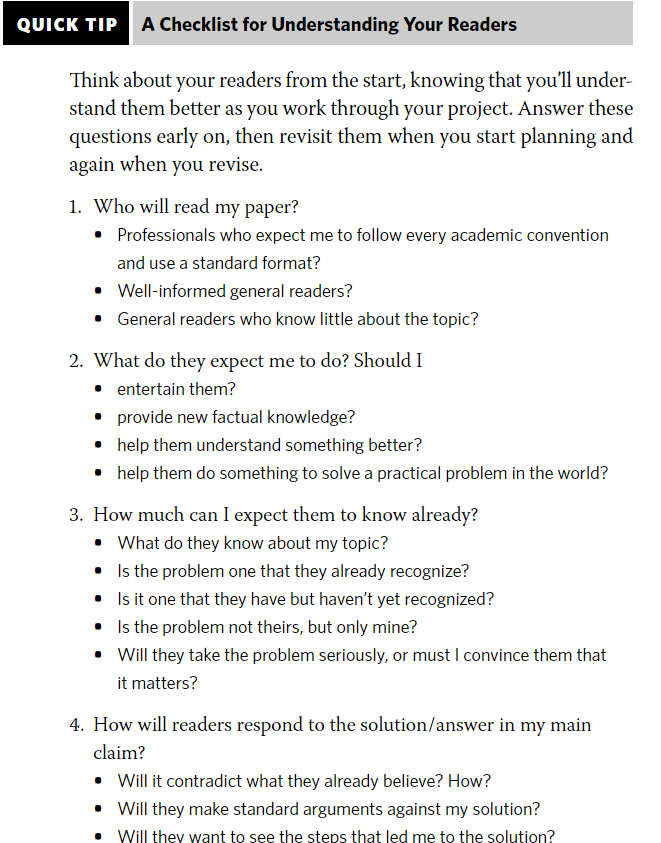 QUICK TIP A Checklist for Understanding Your Readers
Think about your readers from the start, knowing that you’ll under-
stand them better as you work through your project. Answer these
questions early on, then revisit them when you start planning and
again when you revise.
1. Who will read my paper?
• Professionals who expect me to follow every academic convention
and use a standard format?
• Well-informed general readers?
• General readers who know little about the topic?
2. What do they expect me to do? Should I
• entertain them?
• provide new factual knowledge?
• help them understand something better?
• help them do something to solve a practical problem in the world?
3. How much can I expect them to know already?
• What do they know about my topic?
• Is the problem one that they already recognize?
• Is it one that they have but haven’t yet recognized?
• Is the problem not theirs, but only mine?
• Will they take the problem seriously, or must I convince them that
it matters?
4. How will readers respond to the solution/answer in my main
claim?
• Will it contradict what they already believe? How?
• Will they make standard arguments against my solution?
• Will they want to see the steps that led me to the solution?